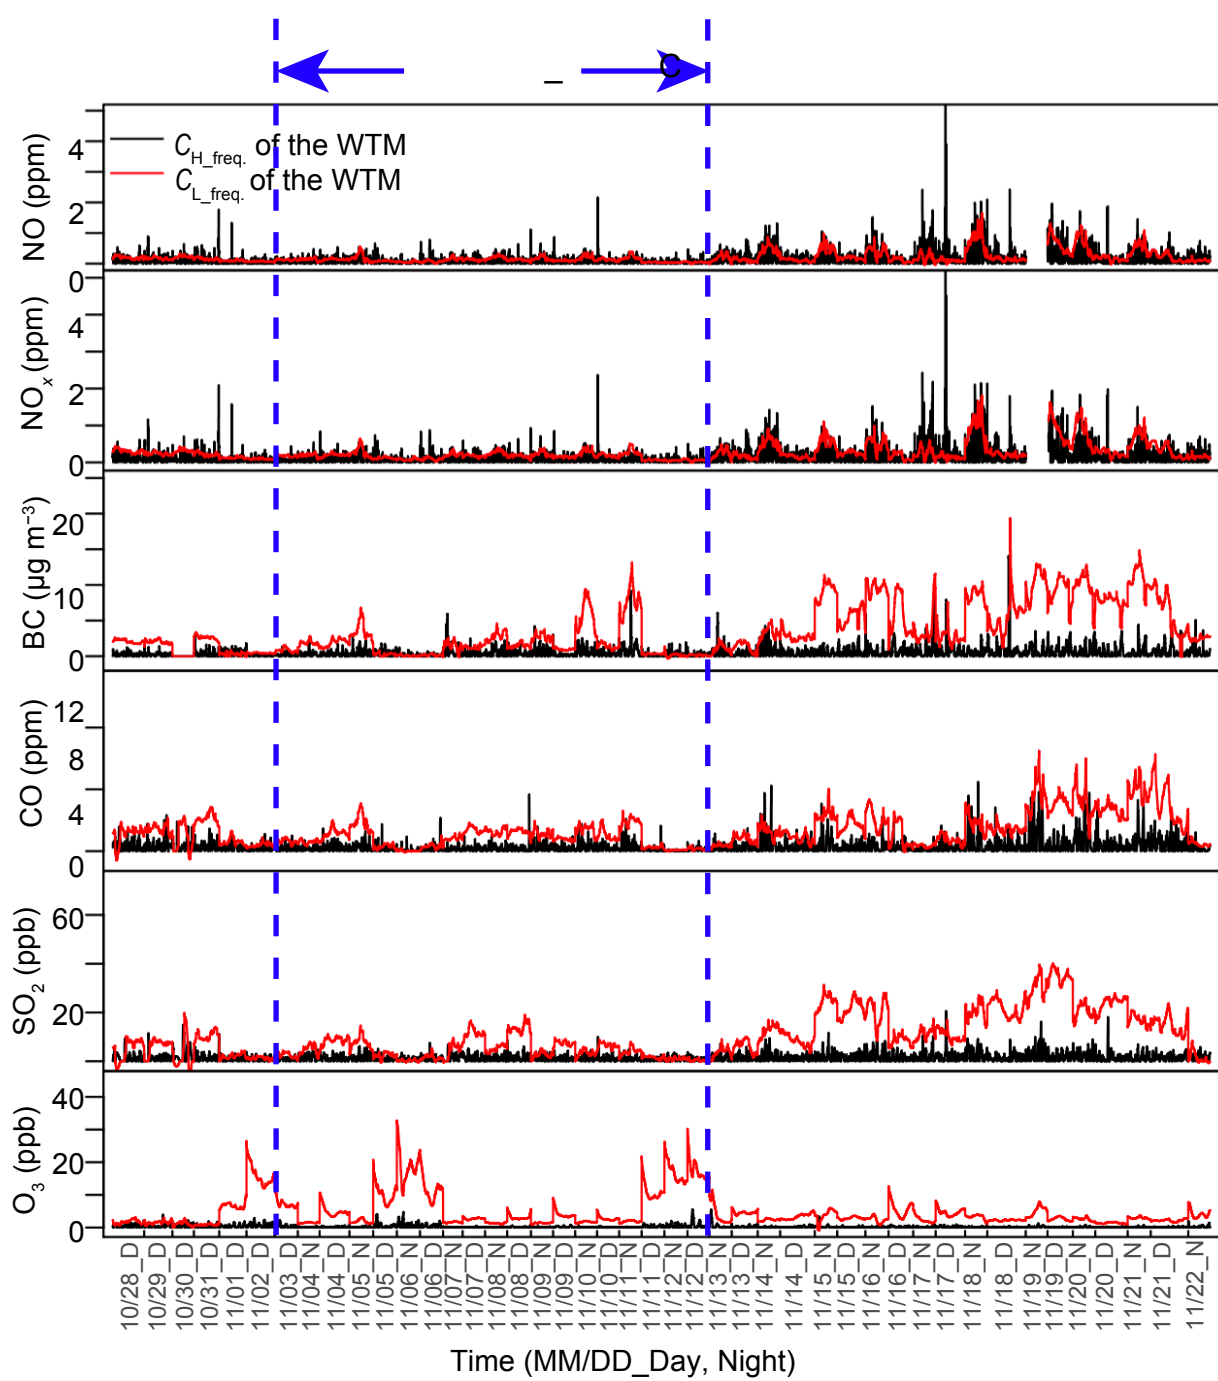 _ C
C_H_freq. of the WTM
C_L_freq. of the WTM
NO (ppm)
4
2
0
NO_x (ppm)
4
2
0
BC (µg m⁻³)
20
10
0
CO (ppm)
12
8
4
0
SO₂ (ppb)
60
20
O₃ (ppb)
40
20
0
10/28_D
10/29_D
10/30_D
10/31_D
11/01_D
11/02_D
11/03_D
11/04_N
11/04_D
11/05_N
11/05_D
11/06_N
11/06_D
11/07_N
11/07_D
11/08_N
11/08_D
11/09_N
11/09_D
11/10_N
11/10_D
11/11_N
11/11_D
11/12_N
11/12_D
11/13_N
11/13_D
11/14_N
11/14_D
11/15_N
11/15_D
11/16_N
11/16_D
11/17_N
11/17_D
11/18_N
11/18_D
11/19_N
11/19_D
11/20_N
11/20_D
11/21_N
11/21_D
11/22_N
Time (MM/DD_Day, Night)